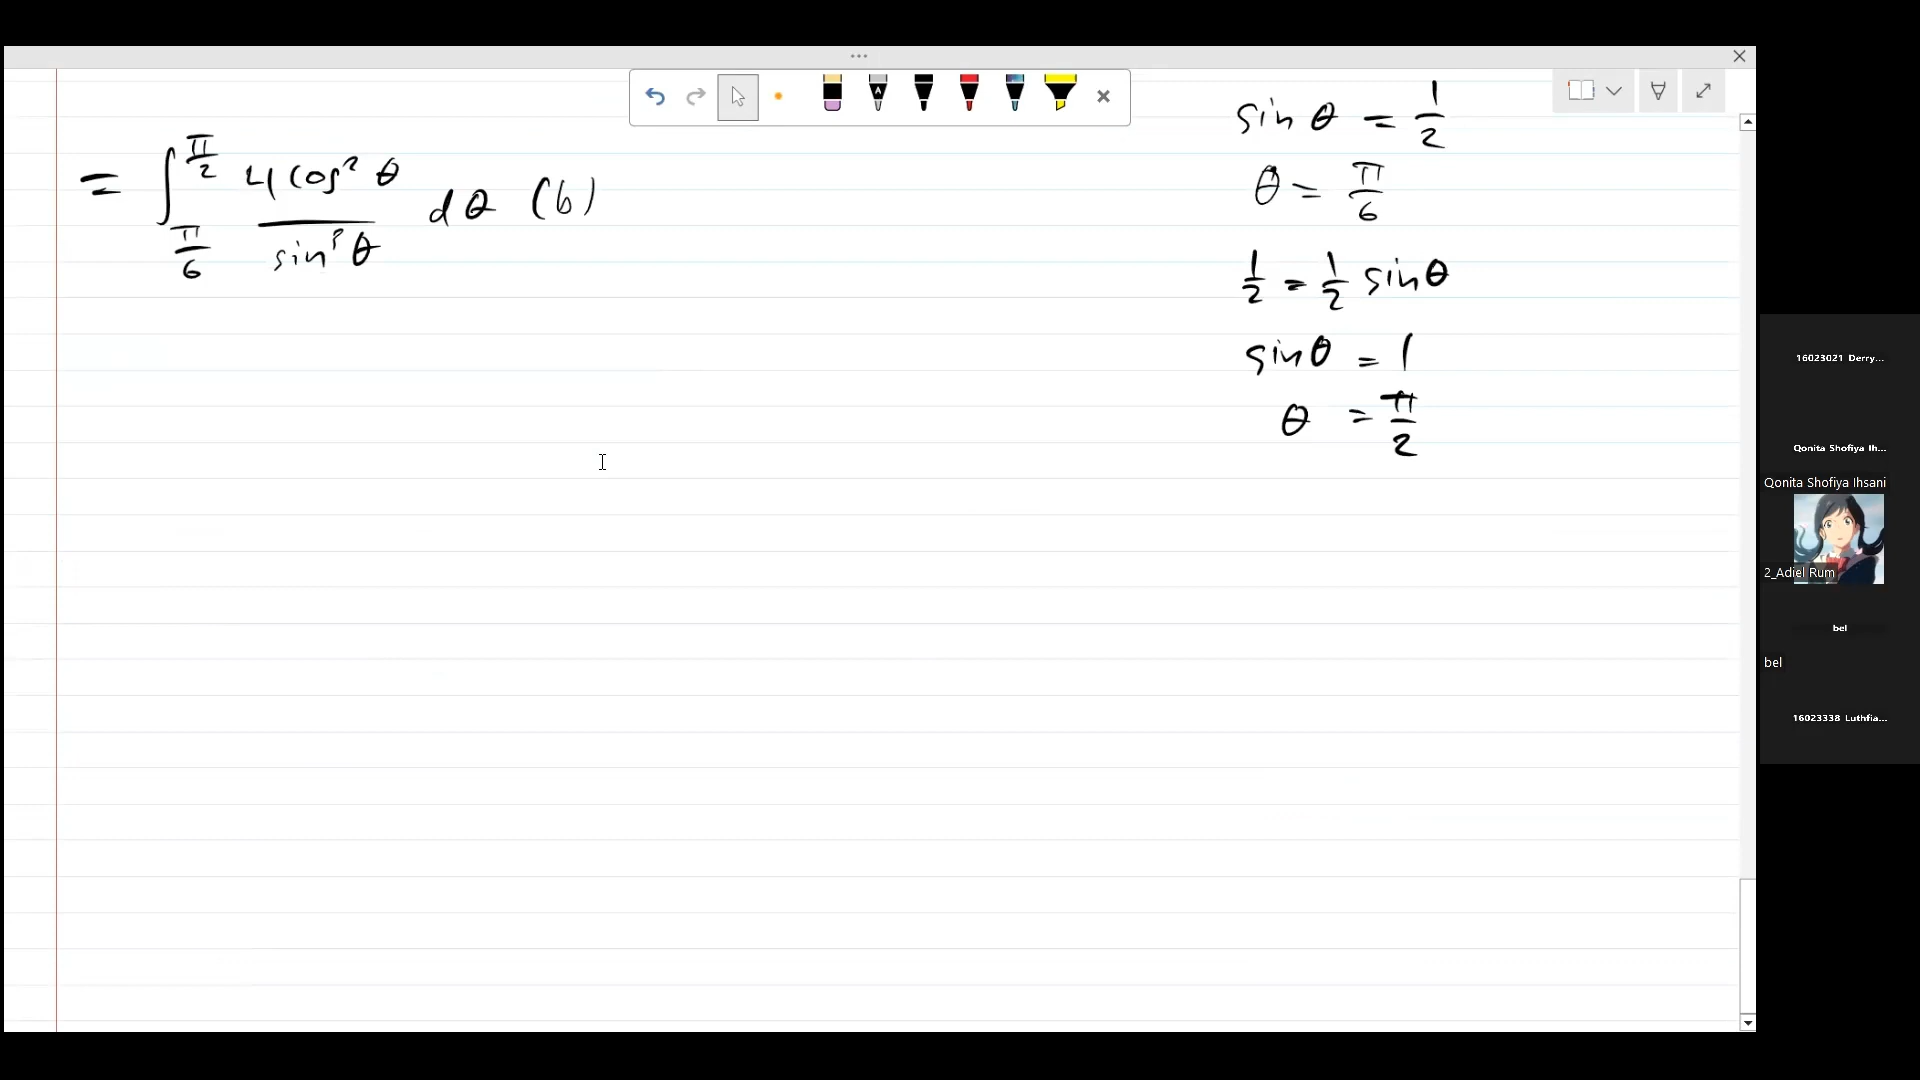 = ∫_{π/6}^{π/2} 4 cos² θ / sin² θ dθ (b)
sin θ = 1/2
θ = π/6
1/2 = 1/2 sin θ
sin θ = 1
θ = π/2
16023021 Derry...
Qonita Shofiya Ih...
Qonita Shofiya Ihsani
2_Adiel Rum
bel
bel
16023338 Luthfia...